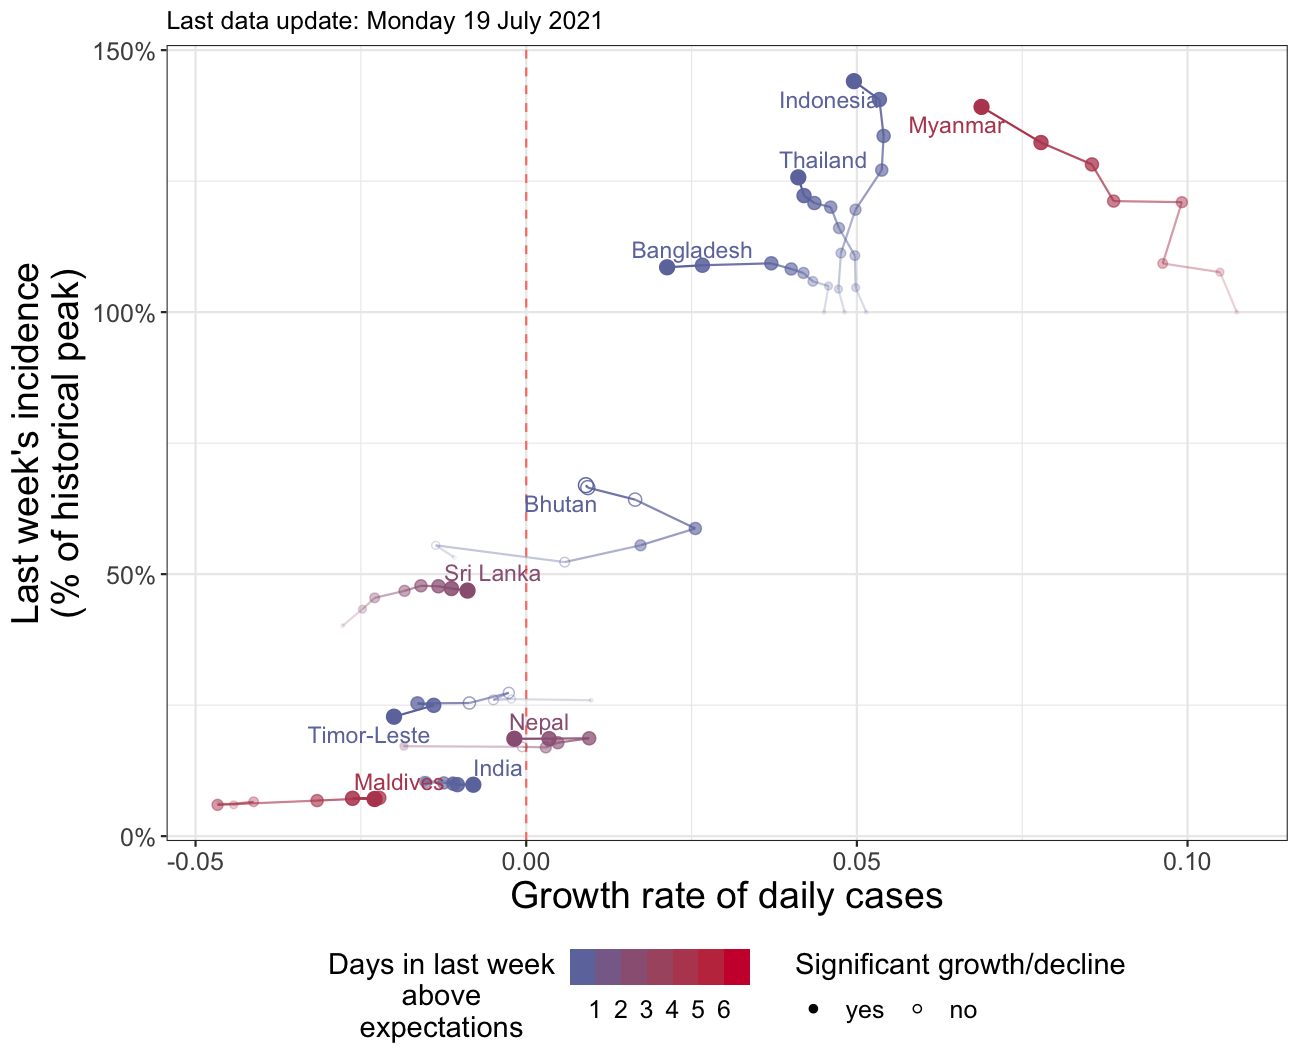 Last data update: Monday 19 July 2021
150%
100%
50%
0%
Last week's incidence
(% of historical peak)
Indonesia
Myanmar
Thailand
Bangladesh
Bhutan
Sri Lanka
Timor-Leste
Nepal
India
Maldives
-0.05 0.00 0.05 0.10
Growth rate of daily cases
Days in last week
above
expectations
1 2 3 4 5 6
Significant growth/decline
yes no